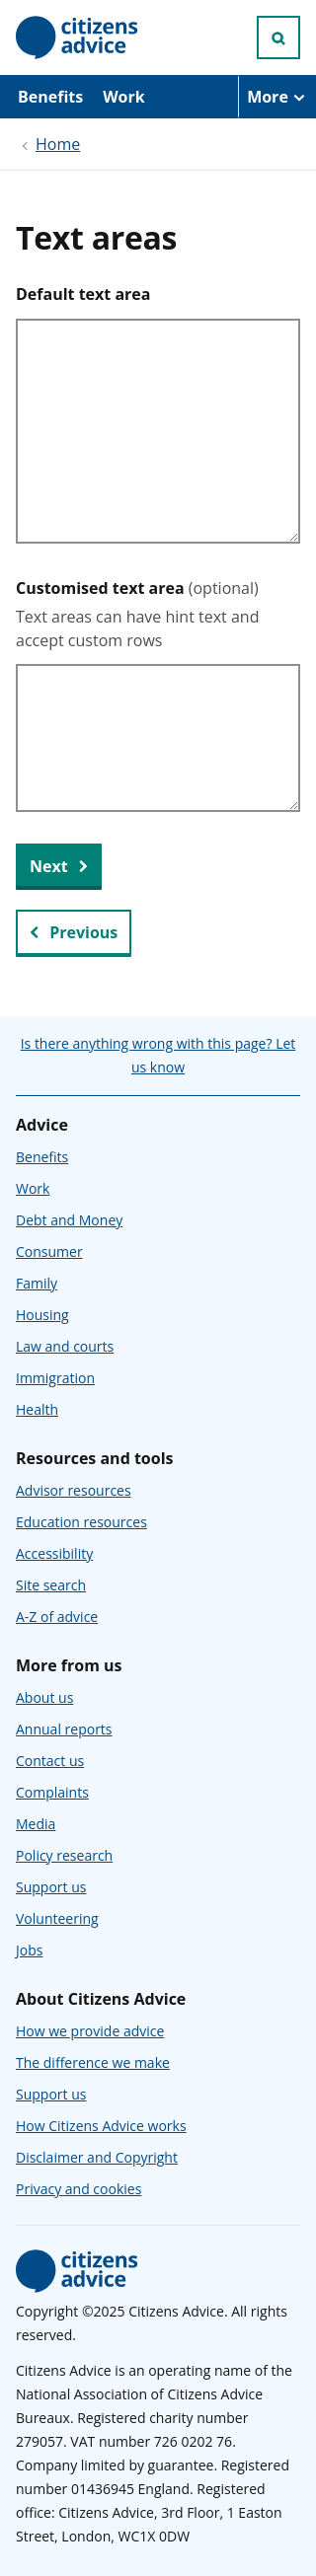 citizens
advice
Benefits Work More
Home
Text areas
Default text area
Customised text area (optional)
Text areas can have hint text and
accept custom rows
Next
Previous
Is there anything wrong with this page? Let
us know
Advice
Benefits
Work
Debt and Money
Consumer
Family
Housing
Law and courts
Immigration
Health
Resources and tools
Advisor resources
Education resources
Accessibility
Site search
A-Z of advice
More from us
About us
Annual reports
Contact us
Complaints
Media
Policy research
Support us
Volunteering
Jobs
About Citizens Advice
How we provide advice
The difference we make
Support us
How Citizens Advice works
Disclaimer and Copyright
Privacy and cookies
citizens
advice
Copyright ©2025 Citizens Advice. All rights
reserved.
Citizens Advice is an operating name of the
National Association of Citizens Advice
Bureaux. Registered charity number
279057. VAT number 726 0202 76.
Company limited by guarantee. Registered
number 01436945 England. Registered
office: Citizens Advice, 3rd Floor, 1 Easton
Street, London, WC1X 0DW